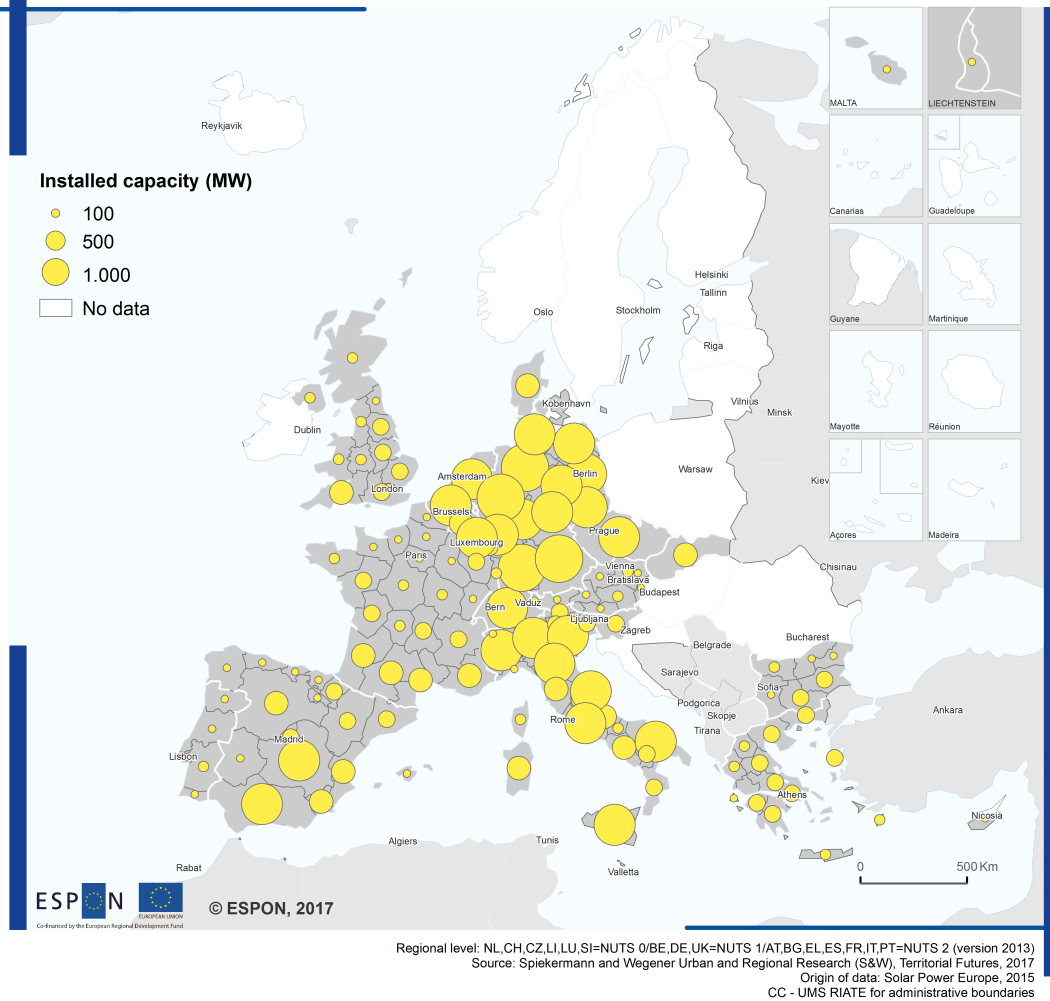 MALTA
LIECHTENSTEIN
Reykjavik
Installed capacity (MW)
100
500
1.000
No data
Canarias
Guadeloupe
Helsinki
Tallinn
Oslo
Stockholm
Guyane
Martinique
Riga
København
Vilnius
Minsk
Mayotte
Réunion
Dublin
Warsaw
Amsterdam
Berlin
Kiev
London
Brussels
Prague
Açores
Madeira
Luxembourg
Paris
Vienna
Chisinau
Bratislava
Budapest
Bern
Vaduz
Ljubljana
Zagreb
Belgrade
Bucharest
Sarajevo
Sofia
Podgorica
Skopje
Ankara
Rome
Tirana
Madrid
Lisbon
Athens
Nicosia
Algiers
Tunis
Rabat
Valletta
0 500 Km
ESPON
EUROPEAN UNION
Co-financed by the European Regional Development Fund
© ESPON, 2017
Regional level: NL,CH,CZ,LI,LU,SI=NUTS 0/BE,DE,UK=NUTS 1/AT,BG,EL,ES,FR,IT,PT=NUTS 2 (version 2013)
Source: Spiekermann and Wegener Urban and Regional Research (S&W), Territorial Futures, 2017
Origin of data: Solar Power Europe, 2015
CC - UMS RIATE for administrative boundaries